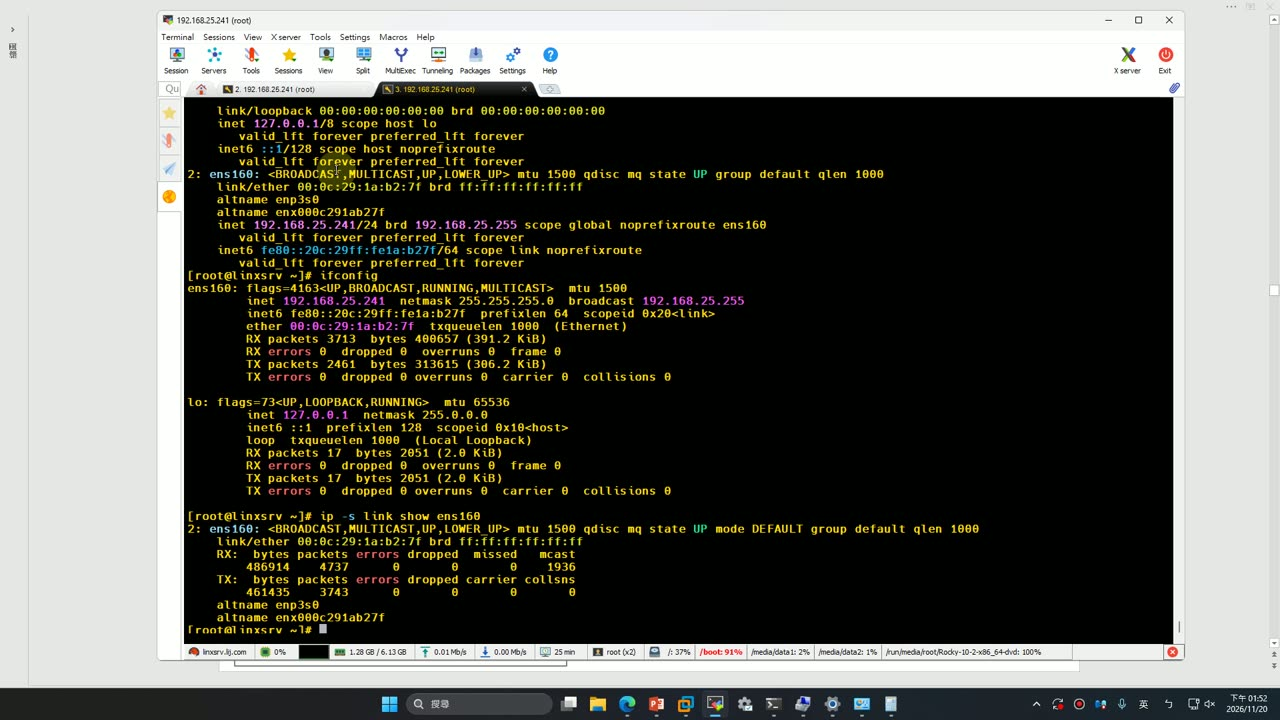 192.168.25.241 (root)
Terminal Sessions View X server Tools Settings Macros Help
Session Servers Tools Sessions View Split MultiExec Tunneling Packages Settings Help X server Exit
Qu 2. 192.168.25.241 (root) 3. 192.168.25.241 (root)
link/loopback 00:00:00:00:00:00 brd 00:00:00:00:00:00
inet 127.0.0.1/8 scope host lo
valid_lft forever preferred_lft forever
inet6 ::1/128 scope host noprefixroute
valid_lft forever preferred_lft forever
2: ens160: <BROADCAST,MULTICAST,UP,LOWER_UP> mtu 1500 qdisc mq state UP group default qlen 1000
link/ether 00:0c:29:1a:b2:7f brd ff:ff:ff:ff:ff:ff
altname enp3s0
altname enx000c291ab27f
inet 192.168.25.241/24 brd 192.168.25.255 scope global noprefixroute ens160
valid_lft forever preferred_lft forever
inet6 fe80::20c:29ff:fe1a:b27f/64 scope link noprefixroute
valid_lft forever preferred_lft forever
[root@linxsrv ~]# ifconfig
ens160: flags=4163<UP,BROADCAST,RUNNING,MULTICAST> mtu 1500
inet 192.168.25.241 netmask 255.255.255.0 broadcast 192.168.25.255
inet6 fe80::20c:29ff:fe1a:b27f prefixlen 64 scopeid 0x20<link>
ether 00:0c:29:1a:b2:7f txqueuelen 1000 (Ethernet)
RX packets 3713 bytes 400657 (391.2 KiB)
RX errors 0 dropped 0 overruns 0 frame 0
TX packets 2461 bytes 313615 (306.2 KiB)
TX errors 0 dropped 0 overruns 0 carrier 0 collisions 0
lo: flags=73<UP,LOOPBACK,RUNNING> mtu 65536
inet 127.0.0.1 netmask 255.0.0.0
inet6 ::1 prefixlen 128 scopeid 0x10<host>
loop txqueuelen 1000 (Local Loopback)
RX packets 17 bytes 2051 (2.0 KiB)
RX errors 0 dropped 0 overruns 0 frame 0
TX packets 17 bytes 2051 (2.0 KiB)
TX errors 0 dropped 0 overruns 0 carrier 0 collisions 0
[root@linxsrv ~]# ip -s link show ens160
2: ens160: <BROADCAST,MULTICAST,UP,LOWER_UP> mtu 1500 qdisc mq state UP mode DEFAULT group default qlen 1000
link/ether 00:0c:29:1a:b2:7f brd ff:ff:ff:ff:ff:ff
RX: bytes packets errors dropped missed mcast
486914 4737 0 0 0 1936
TX: bytes packets errors dropped carrier collsns
461435 3743 0 0 0 0
altname enp3s0
altname enx000c291ab27f
[root@linxsrv ~]#
linxsrv.lij.com 0% 1.28 GB / 6.13 GB 0.01 Mb/s 0.00 Mb/s 25 min root (x2) /: 37% /boot: 91% /media/data1: 2% /media/data2: 1% /run/media/root/Rocky-10-2-x86_64-dvd: 100%
搜尋
英
下午 01:52
2026/11/20